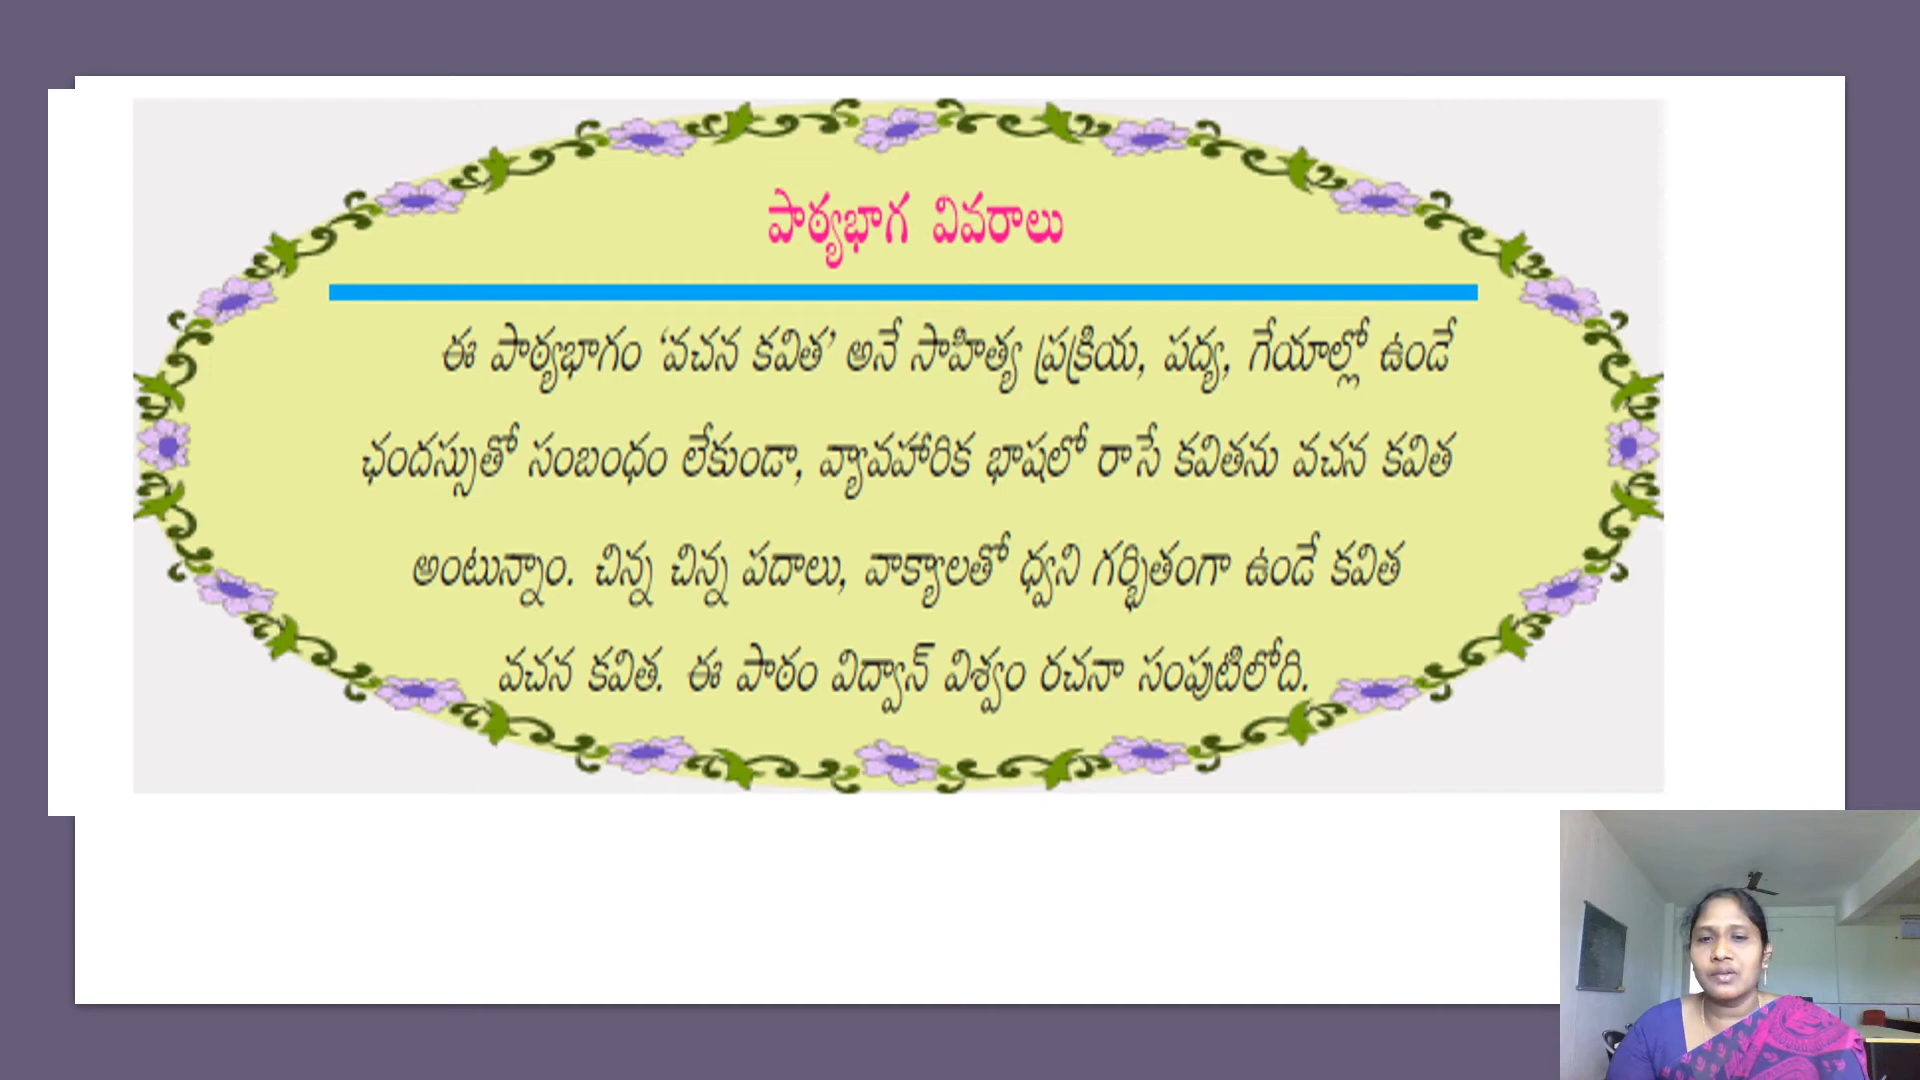 పాఠ్యభాగ వివరాలు
ఈ పాఠ్యభాగం ‘వచన కవిత’ అనే సాహిత్య ప్రక్రియ, పద్య, గేయాల్లో ఉండే
ఛందస్సుతో సంబంధం లేకుండా, వ్యావహారిక భాషలో రాసే కవితను వచన కవిత
అంటున్నాం. చిన్న చిన్న పదాలు, వాక్యాలతో ధ్వని గర్భితంగా ఉండే కవిత
వచన కవిత. ఈ పాఠం విద్వాన్ విశ్వం రచనా సంపుటిలోది.